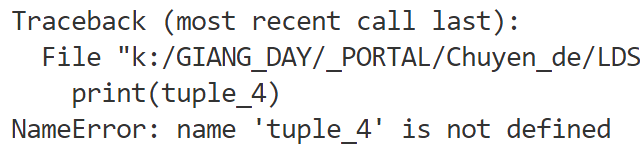 Traceback (most recent call last):
  File "k:/GIANG_DAY/_PORTAL/Chuyen_de/LDS
    print(tuple_4)
NameError: name 'tuple_4' is not defined